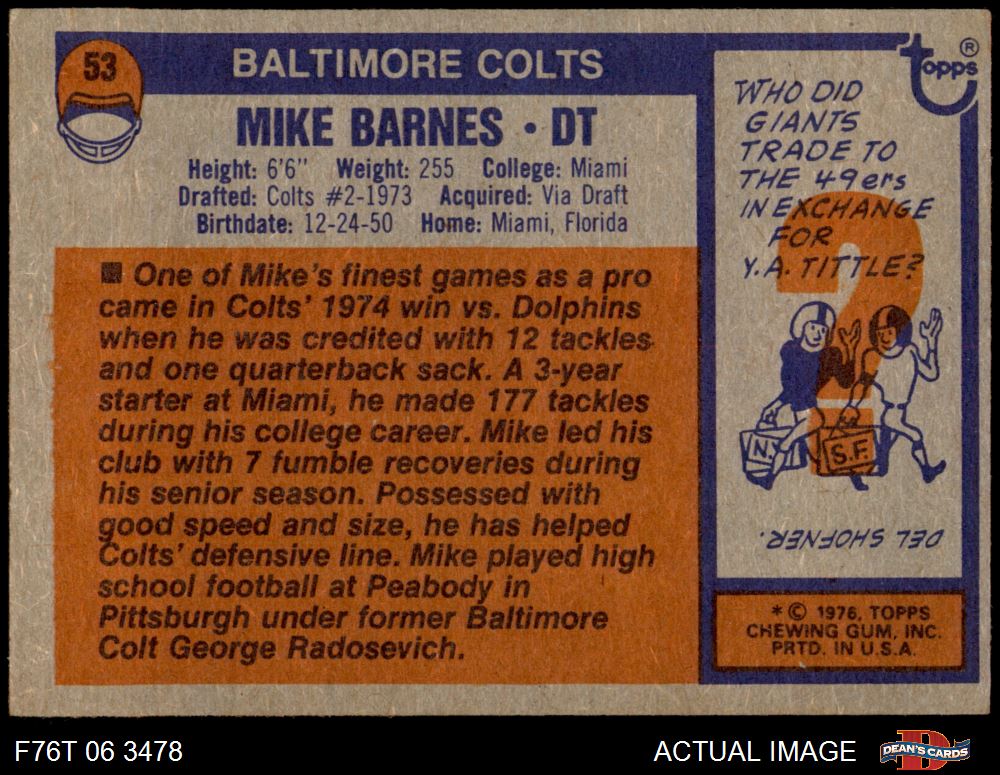 53
BALTIMORE COLTS
MIKE BARNES • DT
Height: 6'6" Weight: 255 College: Miami
Drafted: Colts #2-1973 Acquired: Via Draft
Birthdate: 12-24-50 Home: Miami, Florida
■ One of Mike's finest games as a pro
came in Colts' 1974 win vs. Dolphins
when he was credited with 12 tackles
and one quarterback sack. A 3-year
starter at Miami, he made 177 tackles
during his college career. Mike led his
club with 7 fumble recoveries during
his senior season. Possessed with
good speed and size, he has helped
Colts' defensive line. Mike played high
school football at Peabody in
Pittsburgh under former Baltimore
Colt George Radosevich.
Topps®
WHO DID
GIANTS
TRADE TO
THE 49ers
IN EXCHANGE
FOR
Y.A. TITTLE?
N.Y.
S.F.
DEL SHOFNER.
* © 1976, TOPPS
CHEWING GUM, INC.
PRTD. IN U.S.A.
F76T 06 3478
ACTUAL IMAGE
D
DEAN'S CARDS